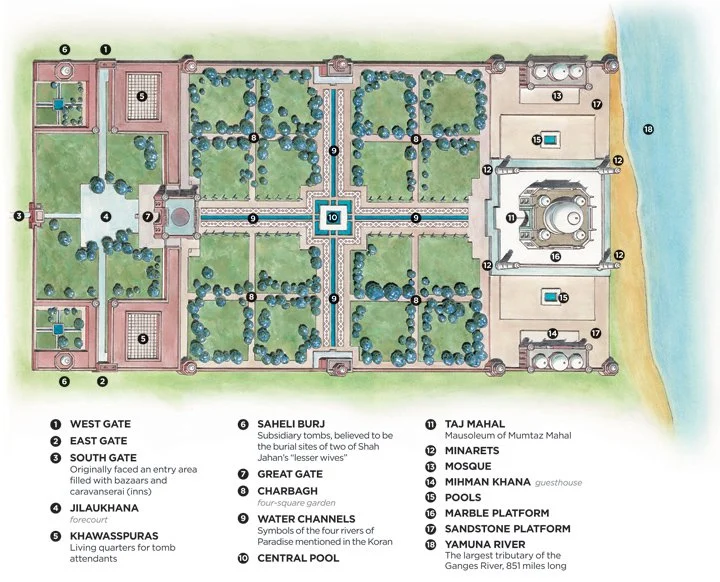 6 1
5
17
13
18
8 9 8
15
12 12
3 4 7 9 10 9 11
16
12 12
9
8 8
15
5
14 17
6 2
1 WEST GATE
2 EAST GATE
3 SOUTH GATE
Originally faced an entry area
filled with bazaars and
caravanserai (inns)
4 JILAUKHANA
forecourt
5 KHAWASSPURAS
Living quarters for tomb
attendants
6 SAHELI BURJ
Subsidiary tombs, believed to be
the burial sites of two of Shah
Jahan's “lesser wives”
7 GREAT GATE
8 CHARBAGH
four-square garden
9 WATER CHANNELS
Symbols of the four rivers of
Paradise mentioned in the Koran
10 CENTRAL POOL
11 TAJ MAHAL
Mausoleum of Mumtaz Mahal
12 MINARETS
13 MOSQUE
14 MIHMAN KHANA guesthouse
15 POOLS
16 MARBLE PLATFORM
17 SANDSTONE PLATFORM
18 YAMUNA RIVER
The largest tributary of the
Ganges River, 851 miles long